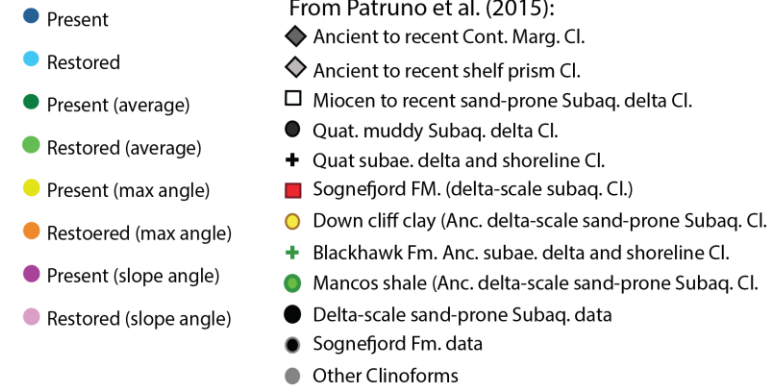 Present
Restored
Present (average)
Restored (average)
Present (max angle)
Restoered (max angle)
Present (slope angle)
Restored (slope angle)
From Patruno et al. (2015):
Ancient to recent Cont. Marg. Cl.
Ancient to recent shelf prism Cl.
Miocen to recent sand-prone Subaq. delta Cl.
Quat. muddy Subaq. delta Cl.
Quat subae. delta and shoreline Cl.
Sognefjord FM. (delta-scale subaq. Cl.)
Down cliff clay (Anc. delta-scale sand-prone Subaq. Cl.
Blackhawk Fm. Anc. subae. delta and shoreline Cl.
Mancos shale (Anc. delta-scale sand-prone Subaq. Cl.
Delta-scale sand-prone Subaq. data
Sognefjord Fm. data
Other Clinoforms